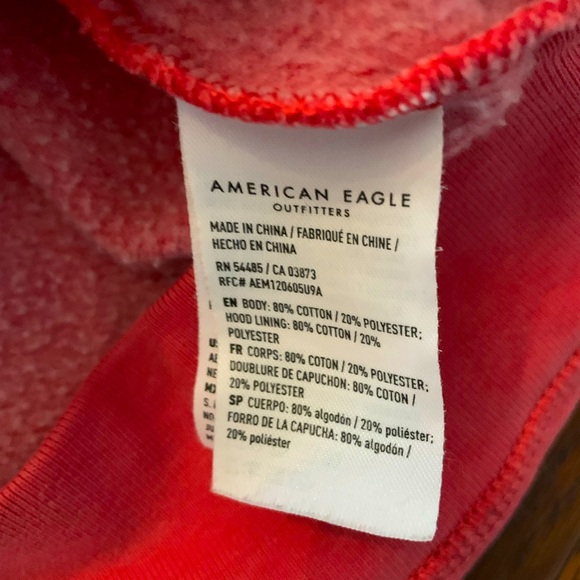 AMERICAN EAGLE
OUTFITTERS
MADE IN CHINA / FABRIQUÉ EN CHINE /
HECHO EN CHINA
RN 54485 / CA 03873
RFC# AEM120605U9A
EN BODY: 80% COTTON / 20% POLYESTER;
HOOD LINING: 80% COTTON / 20%
POLYESTER
FR CORPS: 80% COTON / 20% POLYESTER;
DOUBLURE DE CAPUCHON: 80% COTON /
20% POLYESTER
SP CUERPO: 80% algodón / 20% poliéster;
FORRO DE LA CAPUCHA: 80% algodón /
20% poliéster